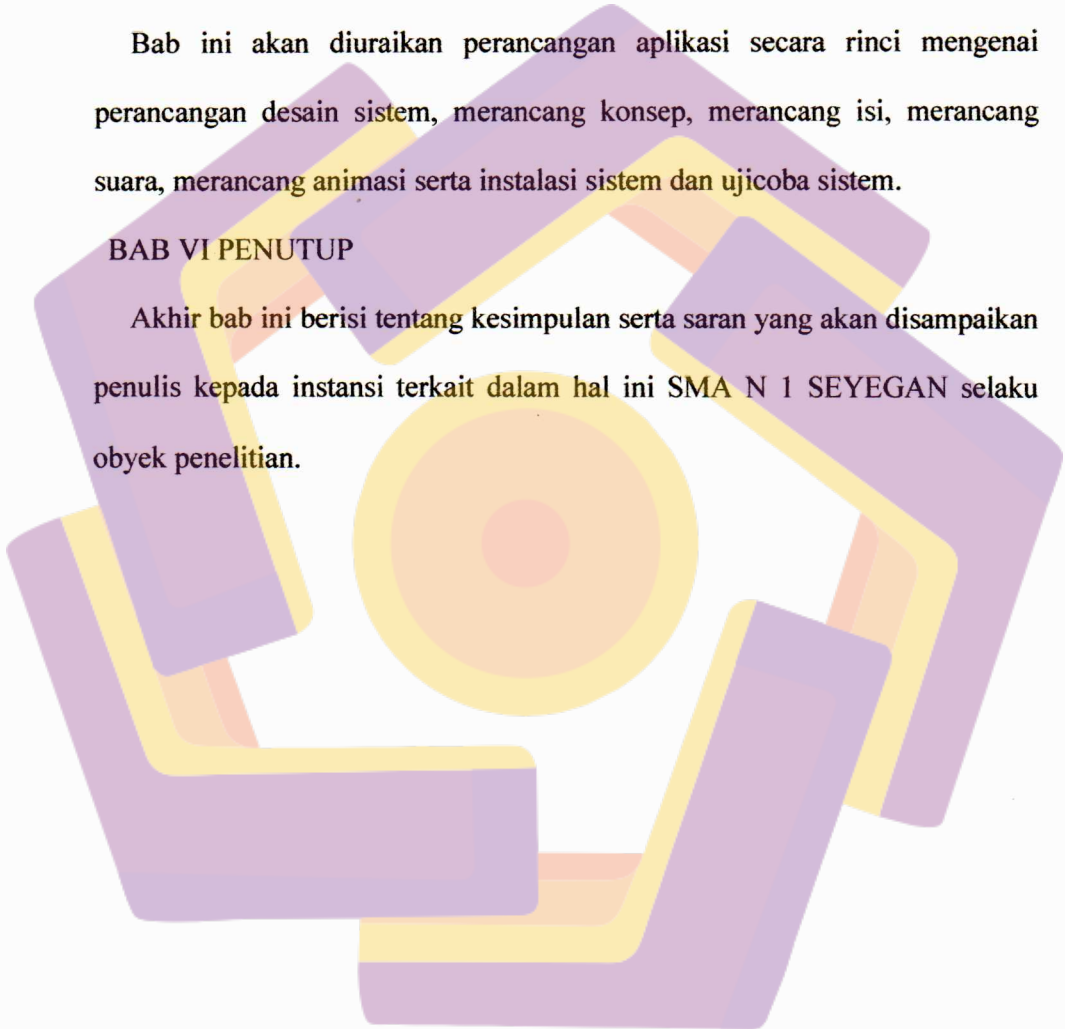 Bab ini akan diuraikan perancangan aplikasi secara rinci mengenai
perancangan desain sistem, merancang konsep, merancang isi, merancang
suara, merancang animasi serta instalasi sistem dan ujicoba sistem.
BAB VI PENUTUP
Akhir bab ini berisi tentang kesimpulan serta saran yang akan disampaikan
penulis kepada instansi terkait dalam hal ini SMA N 1 SEYEGAN selaku
obyek penelitian.